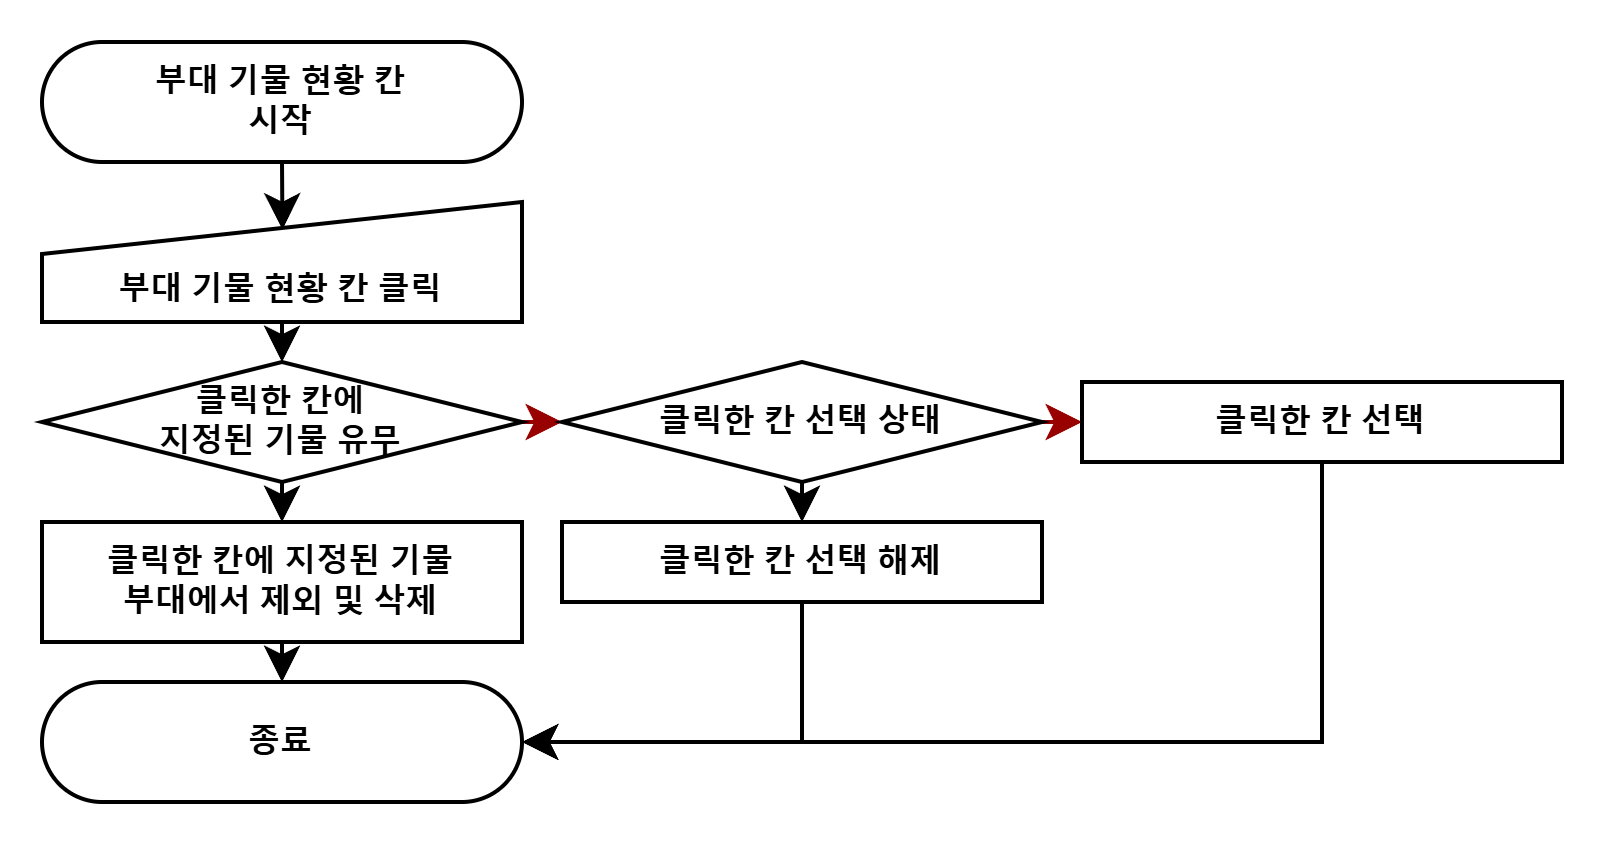 부대 기물 현황 칸
시작
부대 기물 현황 칸 클릭
클릭한 칸에
지정된 기물 유무
클릭한 칸 선택 상태
클릭한 칸 선택
클릭한 칸에 지정된 기물
부대에서 제외 및 삭제
클릭한 칸 선택 해제
종료